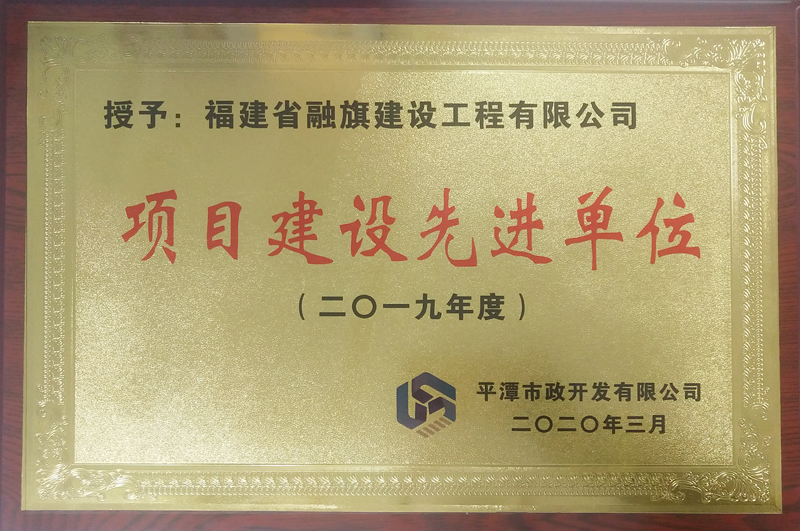 授予：福建省融旗建设工程有限公司
项目建设先进单位
（二〇一九年度）
平潭市政开发有限公司
二〇二〇年三月